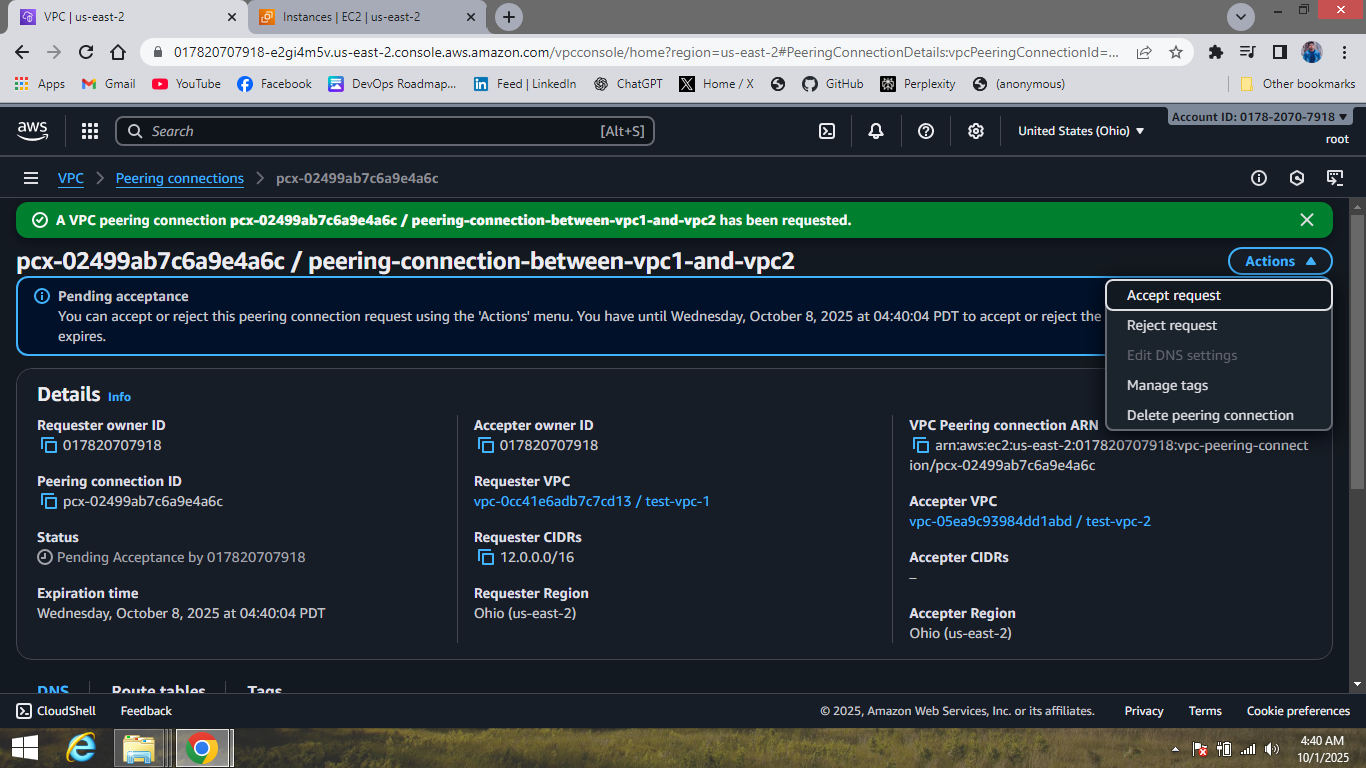 VPC | us-east-2
Instances | EC2 | us-east-2
017820707918-e2gi4m5v.us-east-2.console.aws.amazon.com/vpcconsole/home?region=us-east-2#PeeringConnectionDetails:vpcPeeringConnectionId=...
Apps Gmail YouTube Facebook DevOps Roadmap... Feed | LinkedIn ChatGPT Home / X GitHub Perplexity (anonymous) Other bookmarks
aws Search [Alt+S] United States (Ohio) Account ID: 0178-2070-7918
root
VPC Peering connections pcx-02499ab7c6a9e4a6c
A VPC peering connection pcx-02499ab7c6a9e4a6c / peering-connection-between-vpc1-and-vpc2 has been requested.
pcx-02499ab7c6a9e4a6c / peering-connection-between-vpc1-and-vpc2
Actions
Accept request
Reject request
Edit DNS settings
Manage tags
Delete peering connection
Pending acceptance
You can accept or reject this peering connection request using the 'Actions' menu. You have until Wednesday, October 8, 2025 at 04:40:04 PDT to accept or reject the
expires.
Details Info
Requester owner ID
017820707918
Peering connection ID
pcx-02499ab7c6a9e4a6c
Status
Pending Acceptance by 017820707918
Expiration time
Wednesday, October 8, 2025 at 04:40:04 PDT
Accepter owner ID
017820707918
Requester VPC
vpc-0cc41e6adb7c7cd13 / test-vpc-1
Requester CIDRs
12.0.0.0/16
Requester Region
Ohio (us-east-2)
VPC Peering connection ARN
arn:aws:ec2:us-east-2:017820707918:vpc-peering-connect
ion/pcx-02499ab7c6a9e4a6c
Accepter VPC
vpc-05ea9c93984dd1abd / test-vpc-2
Accepter CIDRs
–
Accepter Region
Ohio (us-east-2)
DNS Route tables Tags
CloudShell Feedback © 2025, Amazon Web Services, Inc. or its affiliates. Privacy Terms Cookie preferences
4:40 AM
10/1/2025